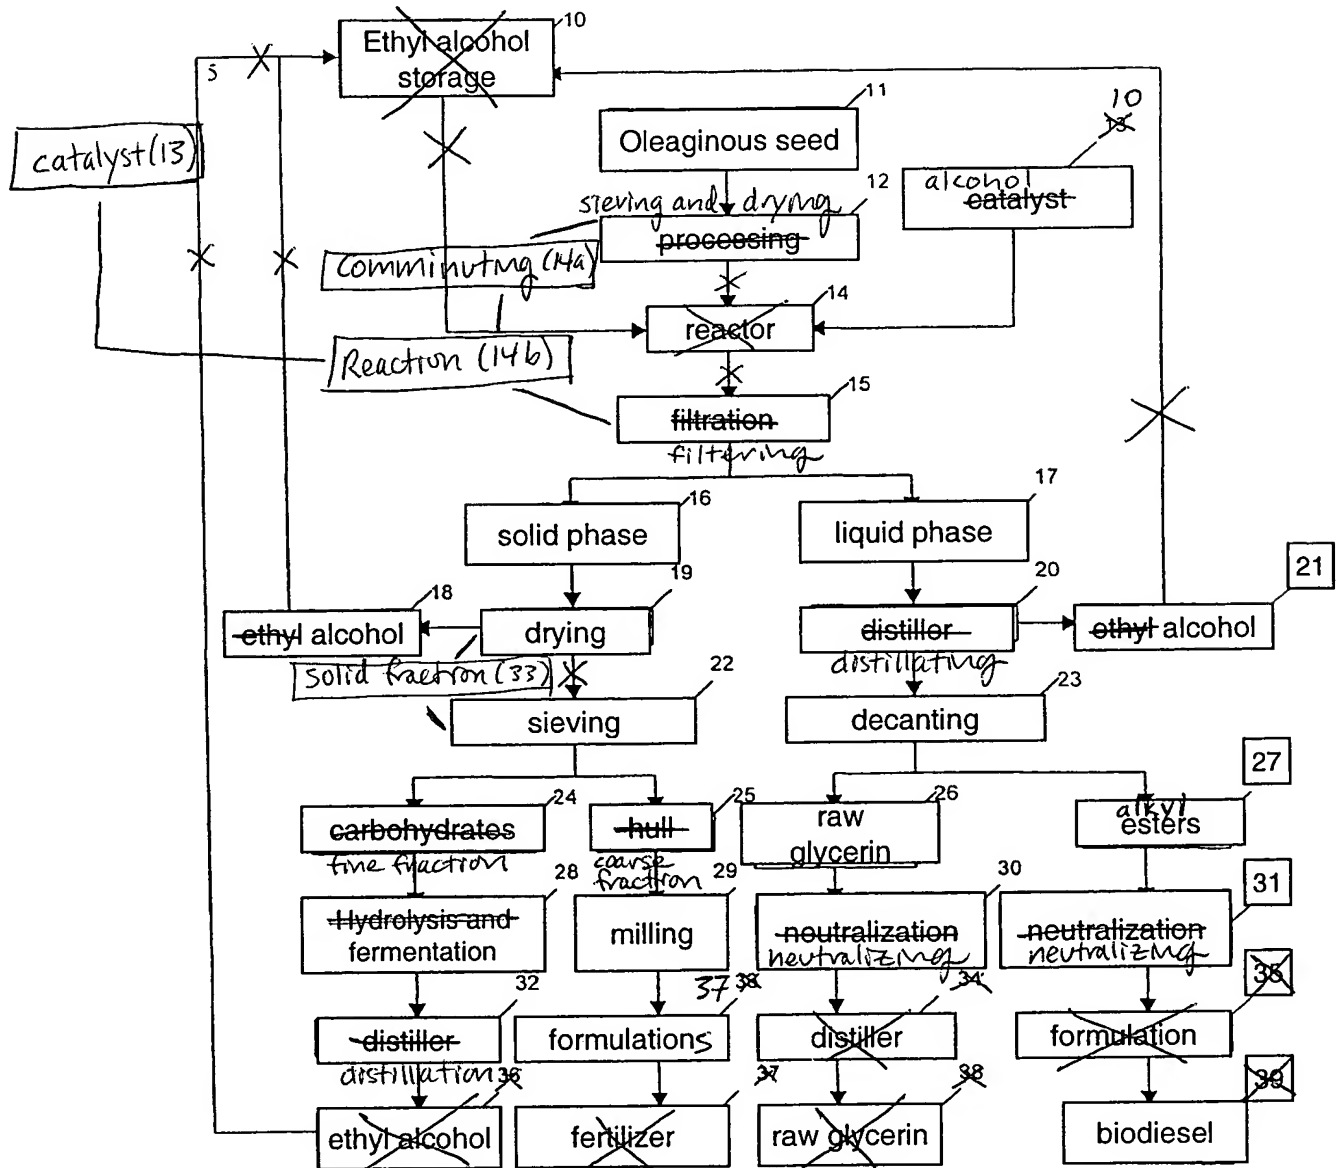 10
Ethyl alcohol
storage
5
11
10
13
Oleaginous seed
catalyst (13)
alcohol
catalyst
12
sieving and drying
processing
Comminuting (14a)
14
reactor
Reaction (14b)
15
filtration
filtering
16
17
solid phase
liquid phase
21
18
19
20
ethyl alcohol
drying
distiller
ethyl alcohol
distillating
solid fraction (33)
22
23
sieving
decanting
27
24
25
26
carbohydrates
hull
raw
glycerin
alkyl
esters
fine fraction
coarse
fraction
28
29
30
31
Hydrolysis and
fermentation
milling
neutralization
neutralizing
neutralization
neutralizing
32
37
33
34
35
distiller
formulations
distiller
formulation
distillation
36
37
38
39
ethyl alcohol
fertilizer
raw glycerin
biodiesel